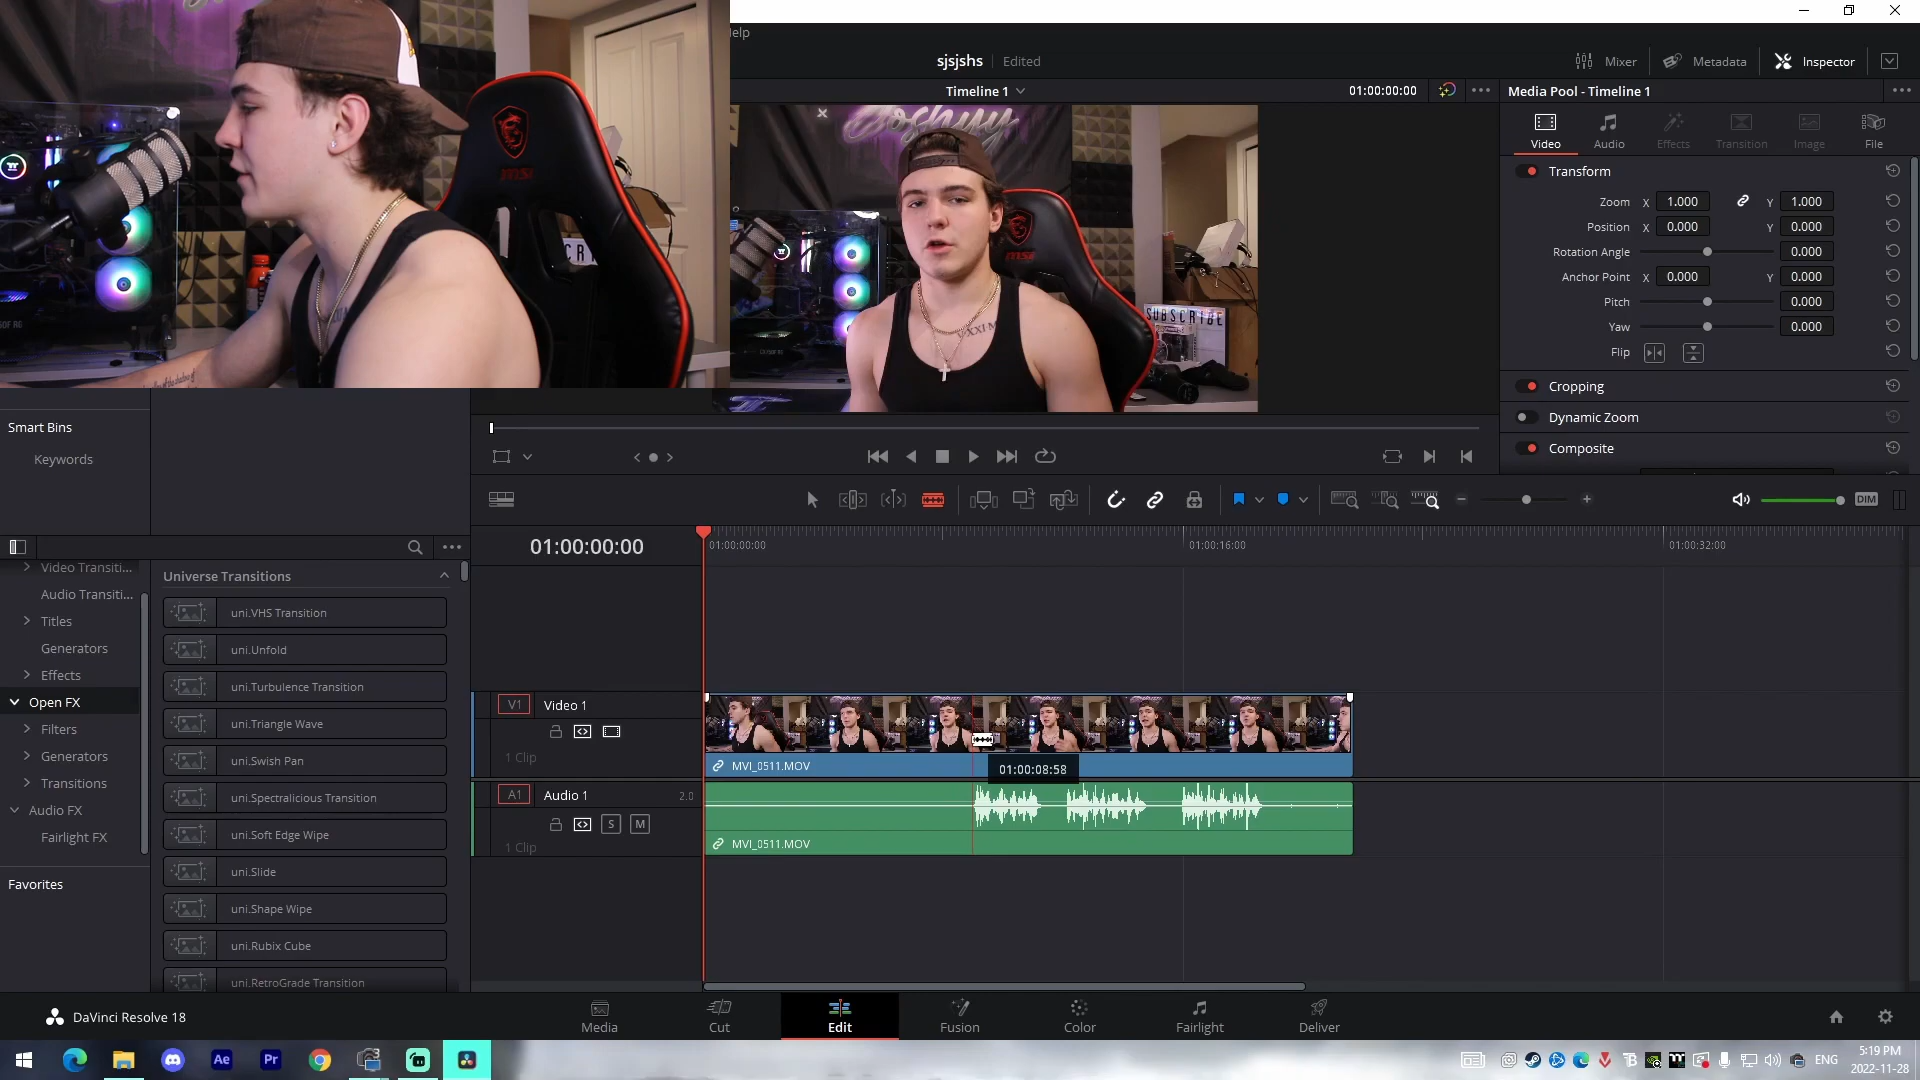 elp
sjsjshs
Edited
Mixer
Metadata
Inspector
Timeline 1
01:00:00:00
Media Pool - Timeline 1
Video
Audio
Effects
Transition
Image
File
Transform
Zoom X 1.000 Y 1.000
Position X 0.000 Y 0.000
Rotation Angle 0.000
Anchor Point X 0.000 Y 0.000
Pitch 0.000
Yaw 0.000
Flip
Cropping
Dynamic Zoom
Composite
Joshyy
msi
SUBSCRIBE
Smart Bins
Keywords
DIM
01:00:00:00
01:00:00:00
01:00:16:00
01:00:32:00
Video Transiti...
Audio Transiti...
Titles
Generators
Effects
Open FX
Filters
Generators
Transitions
Audio FX
Fairlight FX
Favorites
Universe Transitions
uni.VHS Transition
uni.Unfold
uni.Turbulence Transition
uni.Triangle Wave
uni.Swish Pan
uni.Spectralicious Transition
uni.Soft Edge Wipe
uni.Slide
uni.Shape Wipe
uni.Rubix Cube
uni.RetroGrade Transition
V1 Video 1
1 Clip
MVI_0511.MOV
01:00:08:58
A1 Audio 1 2.0
S M
1 Clip
MVI_0511.MOV
DaVinci Resolve 18
Media
Cut
Edit
Fusion
Color
Fairlight
Deliver
Ae
Pr
ENG
5:19 PM
2022-11-28